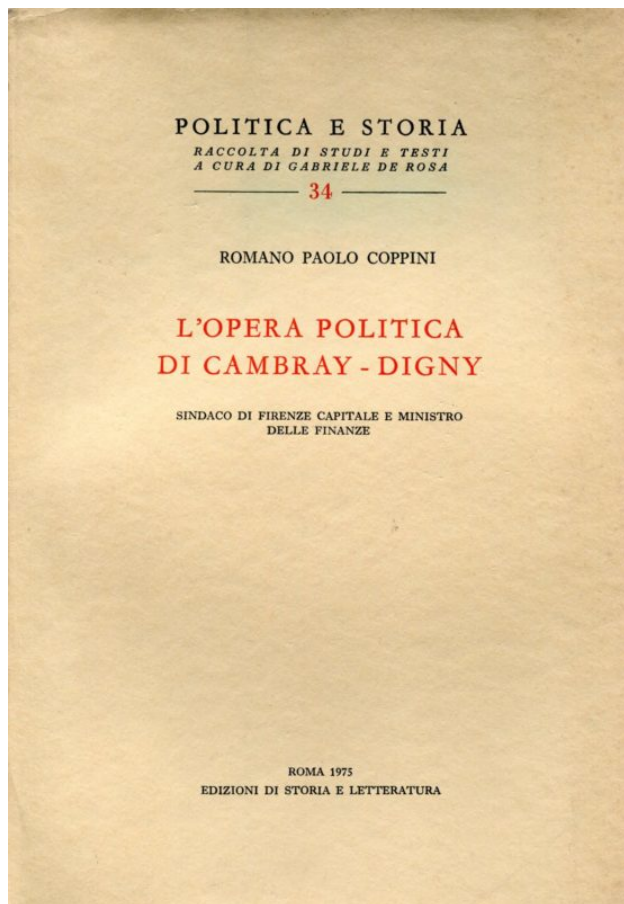 POLITICA E STORIA
RACCOLTA DI STUDI E TESTI
A CURA DI GABRIELE DE ROSA
34
ROMANO PAOLO COPPINI
L'OPERA POLITICA
DI CAMBRAY - DIGNY
SINDACO DI FIRENZE CAPITALE E MINISTRO
DELLE FINANZE
ROMA 1975
EDIZIONI DI STORIA E LETTERATURA